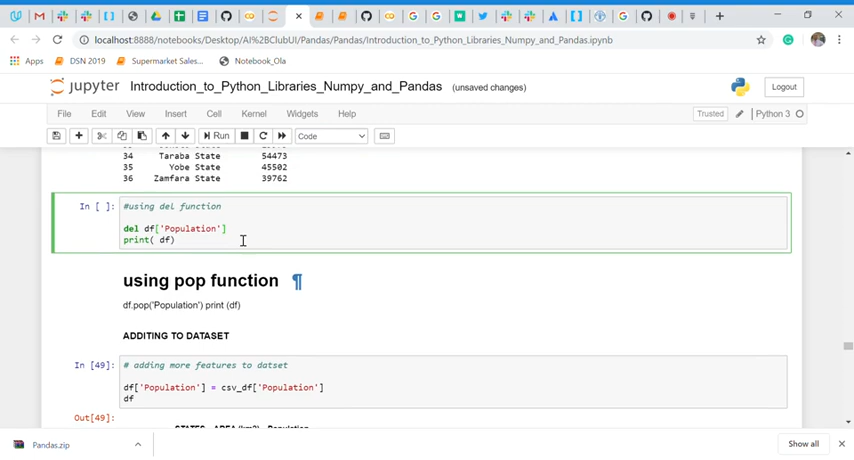 localhost:8888/notebooks/Desktop/AI%2BClubUI/Pandas/Pandas/Introduction_to_Python_Libraries_Numpy_and_Pandas.ipynb
Apps DSN 2019 Supermarket Sales... Notebook_Ola
jupyter Introduction_to_Python_Libraries_Numpy_and_Pandas (unsaved changes) Logout
File Edit View Insert Cell Kernel Widgets Help Trusted Python 3
Run Code
34 Taraba State 54473
35 Yobe State 45502
36 Zamfara State 39762
In [ ]: #using del function
del df['Population']
print( df)
using pop function ¶
df.pop('Population') print (df)
ADDITING TO DATASET
In [49]: # adding more features to datset
df['Population'] = csv_df['Population']
df
Out[49]:
STATES AREA (km2) Population
Pandas.zip Show all